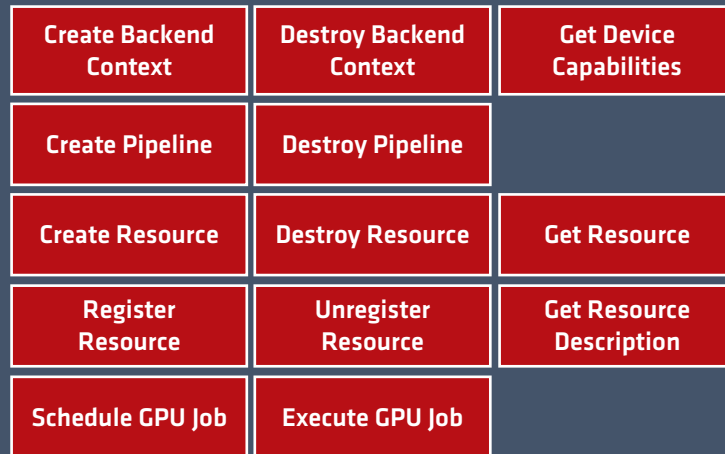 Create Backend
Context
Destroy Backend
Context
Get Device
Capabilities
Create Pipeline
Destroy Pipeline
Create Resource
Destroy Resource
Get Resource
Register
Resource
Unregister
Resource
Get Resource
Description
Schedule GPU Job
Execute GPU Job